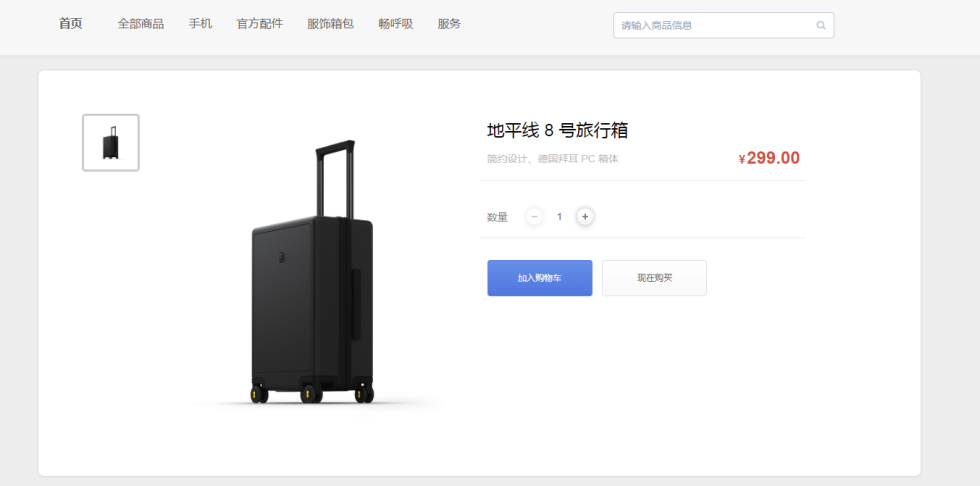 首页 全部商品 手机 官方配件 服饰箱包 畅呼吸 服务
请输入商品信息
地平线 8 号旅行箱
简约设计、德国拜耳 PC 箱体
¥299.00
数量 − 1 +
加入购物车 现在购买